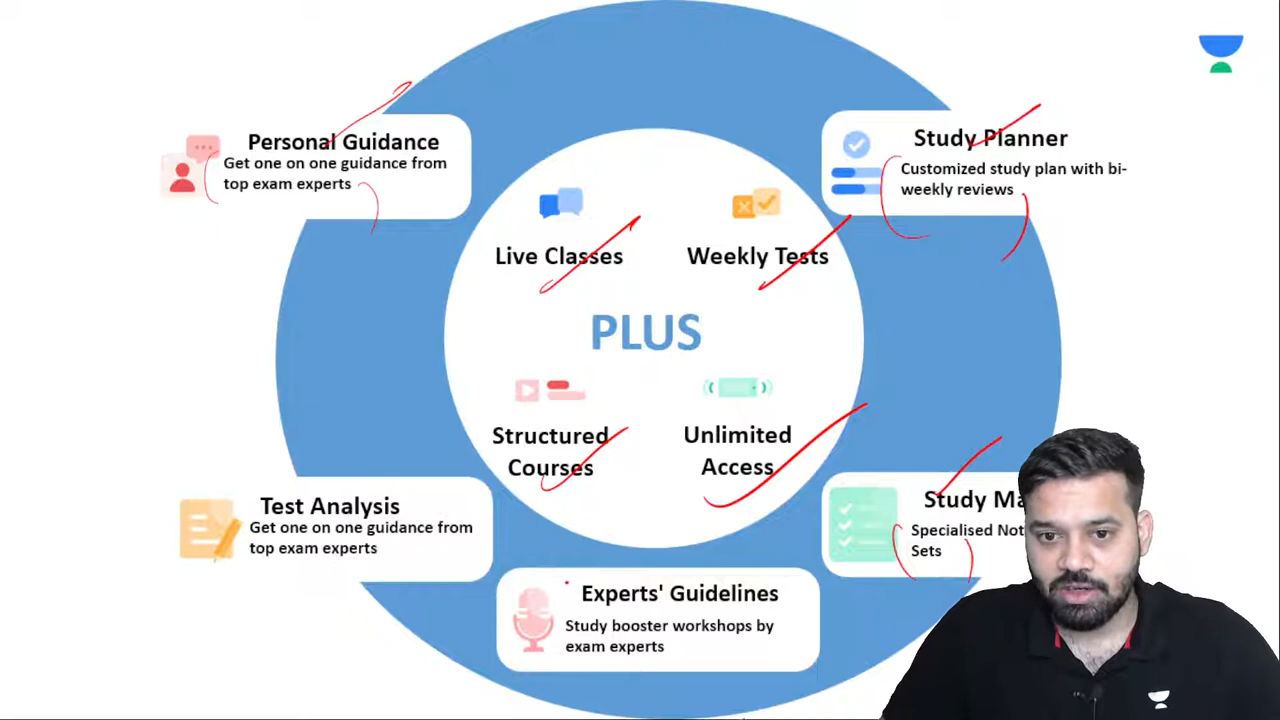 Personal Guidance
Get one on one guidance from
top exam experts
Study Planner
Customized study plan with bi-
weekly reviews
Live Classes
Weekly Tests
PLUS
Structured
Courses
Unlimited
Access
Test Analysis
Get one on one guidance from
top exam experts
Study
Specialised
Sets
Experts' Guidelines
Study booster workshops by
exam experts